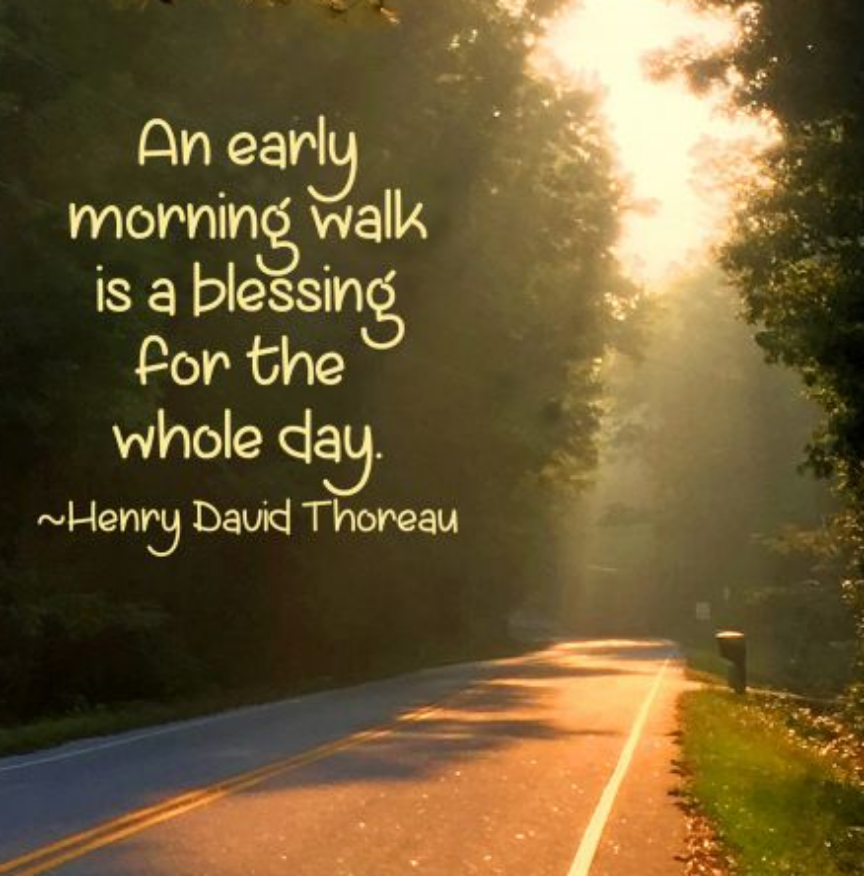 An early
morning walk
is a blessing
for the
whole day.
~Henry David Thoreau